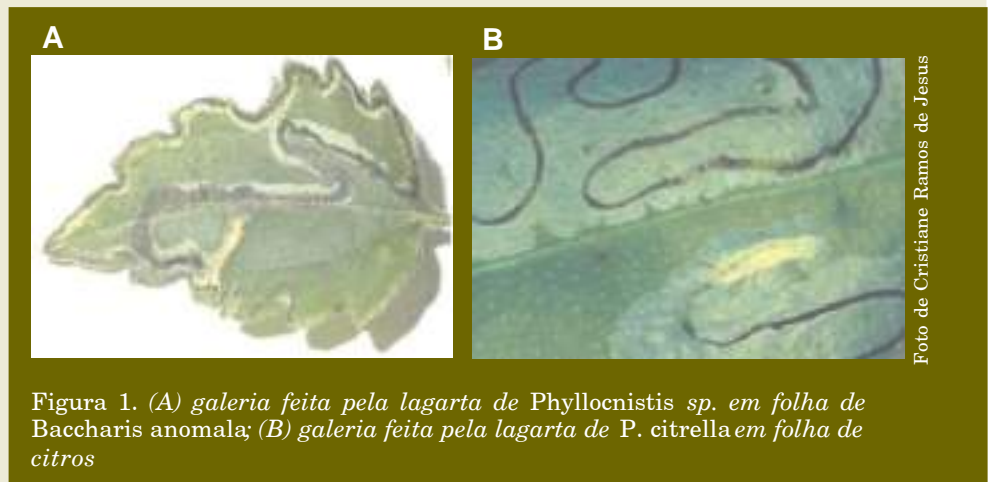 A
B
Foto de Cristiane Ramos de Jesus
Figura 1. (A) galeria feita pela lagarta de Phyllocnistis sp. em folha de
Baccharis anomala; (B) galeria feita pela lagarta de P. citrella em folha de
citros